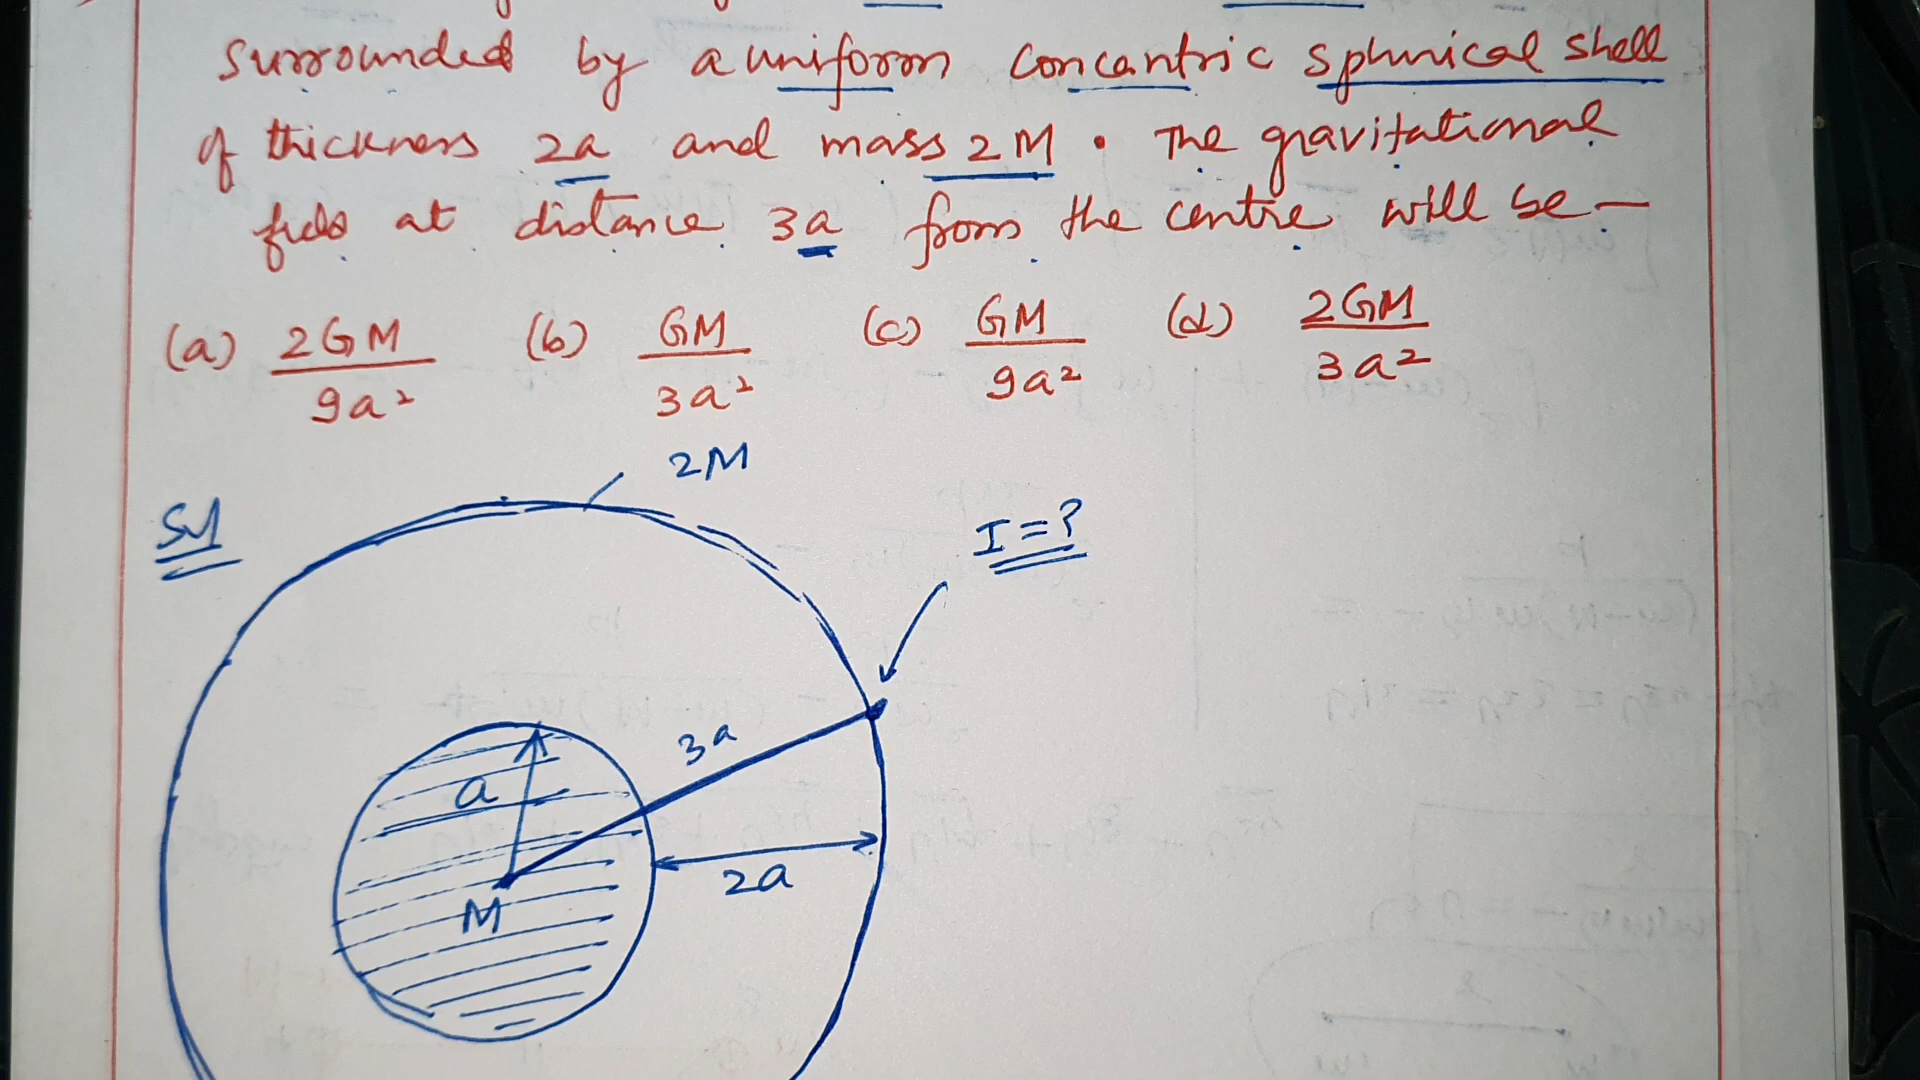 surrounded by a uniform concantric spherical shell
of thickness 2a and mass 2M. The gravitational
field at distance 3a from the centre will be—
(a) 2GM/9a² (b) GM/3a² (c) GM/9a² (d) 2GM/3a²
2M
Sol
I=?
3a
a
2a
M